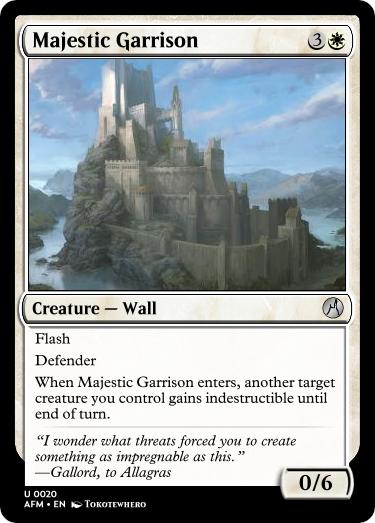 Majestic Garrison 3
Creature — Wall
Flash
Defender
When Majestic Garrison enters, another target
creature you control gains indestructible until
end of turn.
“I wonder what threats forced you to create
something as impregnable as this.”
—Gallord, to Allagras
0/6
U 0020
AFM • EN Tokotewhero